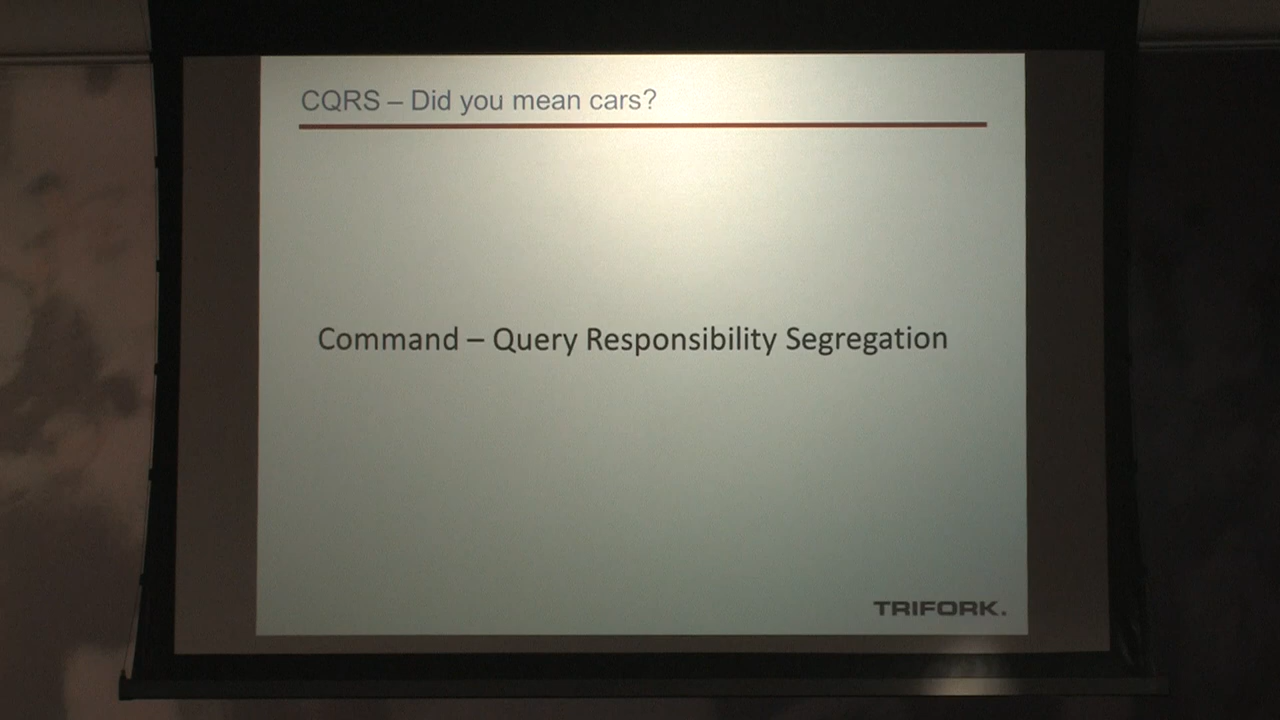 CQRS – Did you mean cars?
Command – Query Responsibility Segregation
TRIFORK.